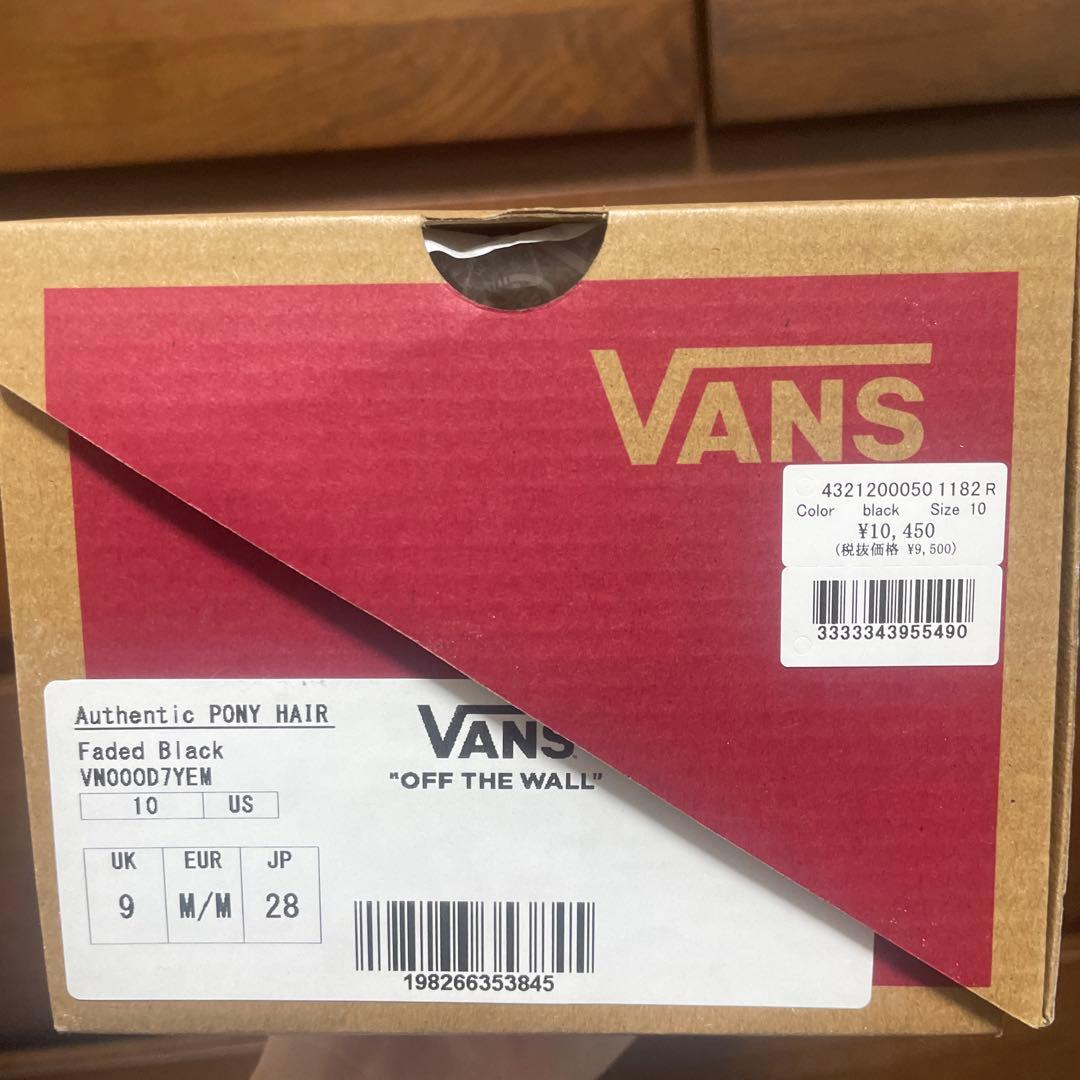 VANS
4321200050 1182 R
Color black Size 10
¥10,450
(税抜価格 ¥9,500)
3333343955490
Authentic PONY HAIR
Faded Black
VN000D7YEM
10 US
UK EUR JP
9 M/M 28
VANS
"OFF THE WALL"
198266353845